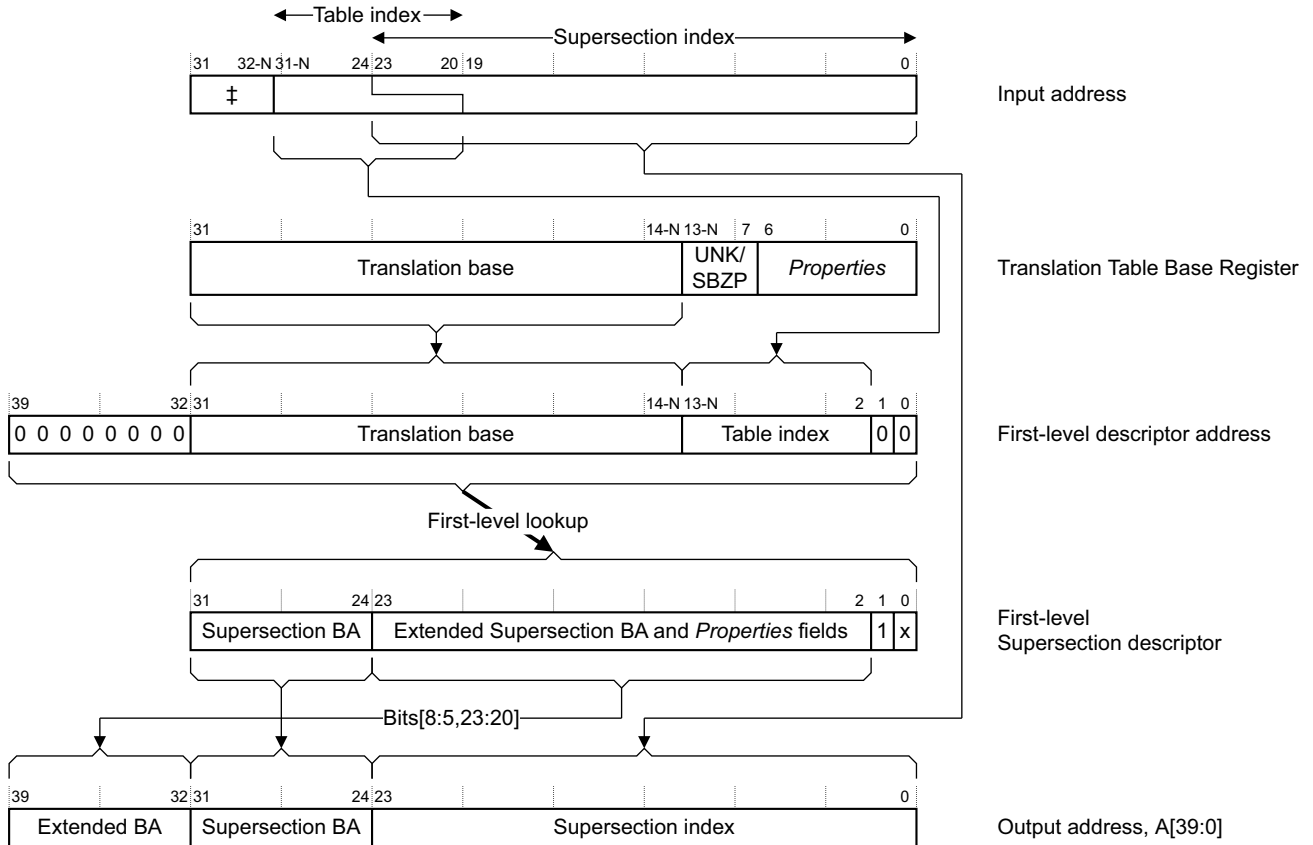 Table index
Supersection index
31 32-N 31-N 24 23 20 19 0
‡
Input address
31 14-N 13-N 7 6 0
Translation base UNK/ SBZP Properties
Translation Table Base Register
39 32 31 14-N 13-N 2 1 0
0 0 0 0 0 0 0 0 Translation base Table index 0 0
First-level descriptor address
First-level lookup
31 24 23 2 1 0
Supersection BA Extended Supersection BA and Properties fields 1 x
First-level
Supersection descriptor
Bits[8:5,23:20]
39 32 31 24 23 0
Extended BA Supersection BA Supersection index
Output address, A[39:0]